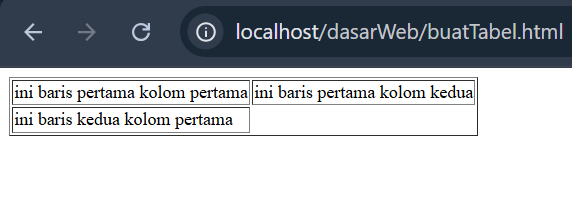 localhost/dasarWeb/buatTabel.html
ini baris pertama kolom pertama ini baris pertama kolom kedua
ini baris kedua kolom pertama